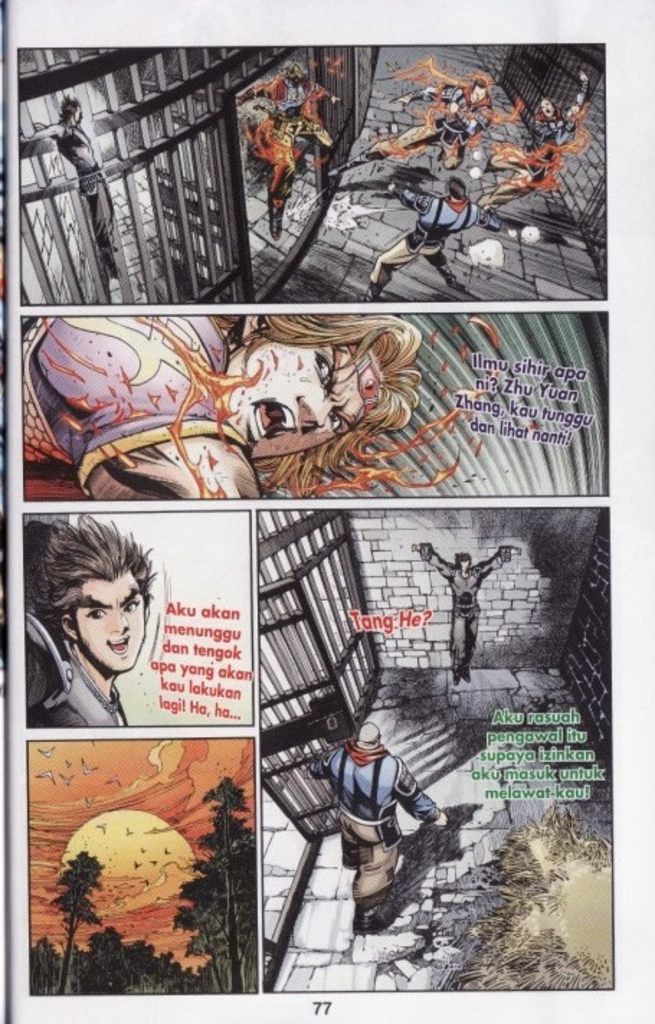 Ilmu sihir apa
ni? Zhu Yuan
Zhang, kau tunggu
dan lihat nanti!
Aku akan
menunggu
dan tengok
apa yang akan
kau lakukan
lagi! Ha, ha...
Tang He?
Aku rasuah
pengawal itu
supaya izinkan
aku masuk untuk
melawat kau!
77